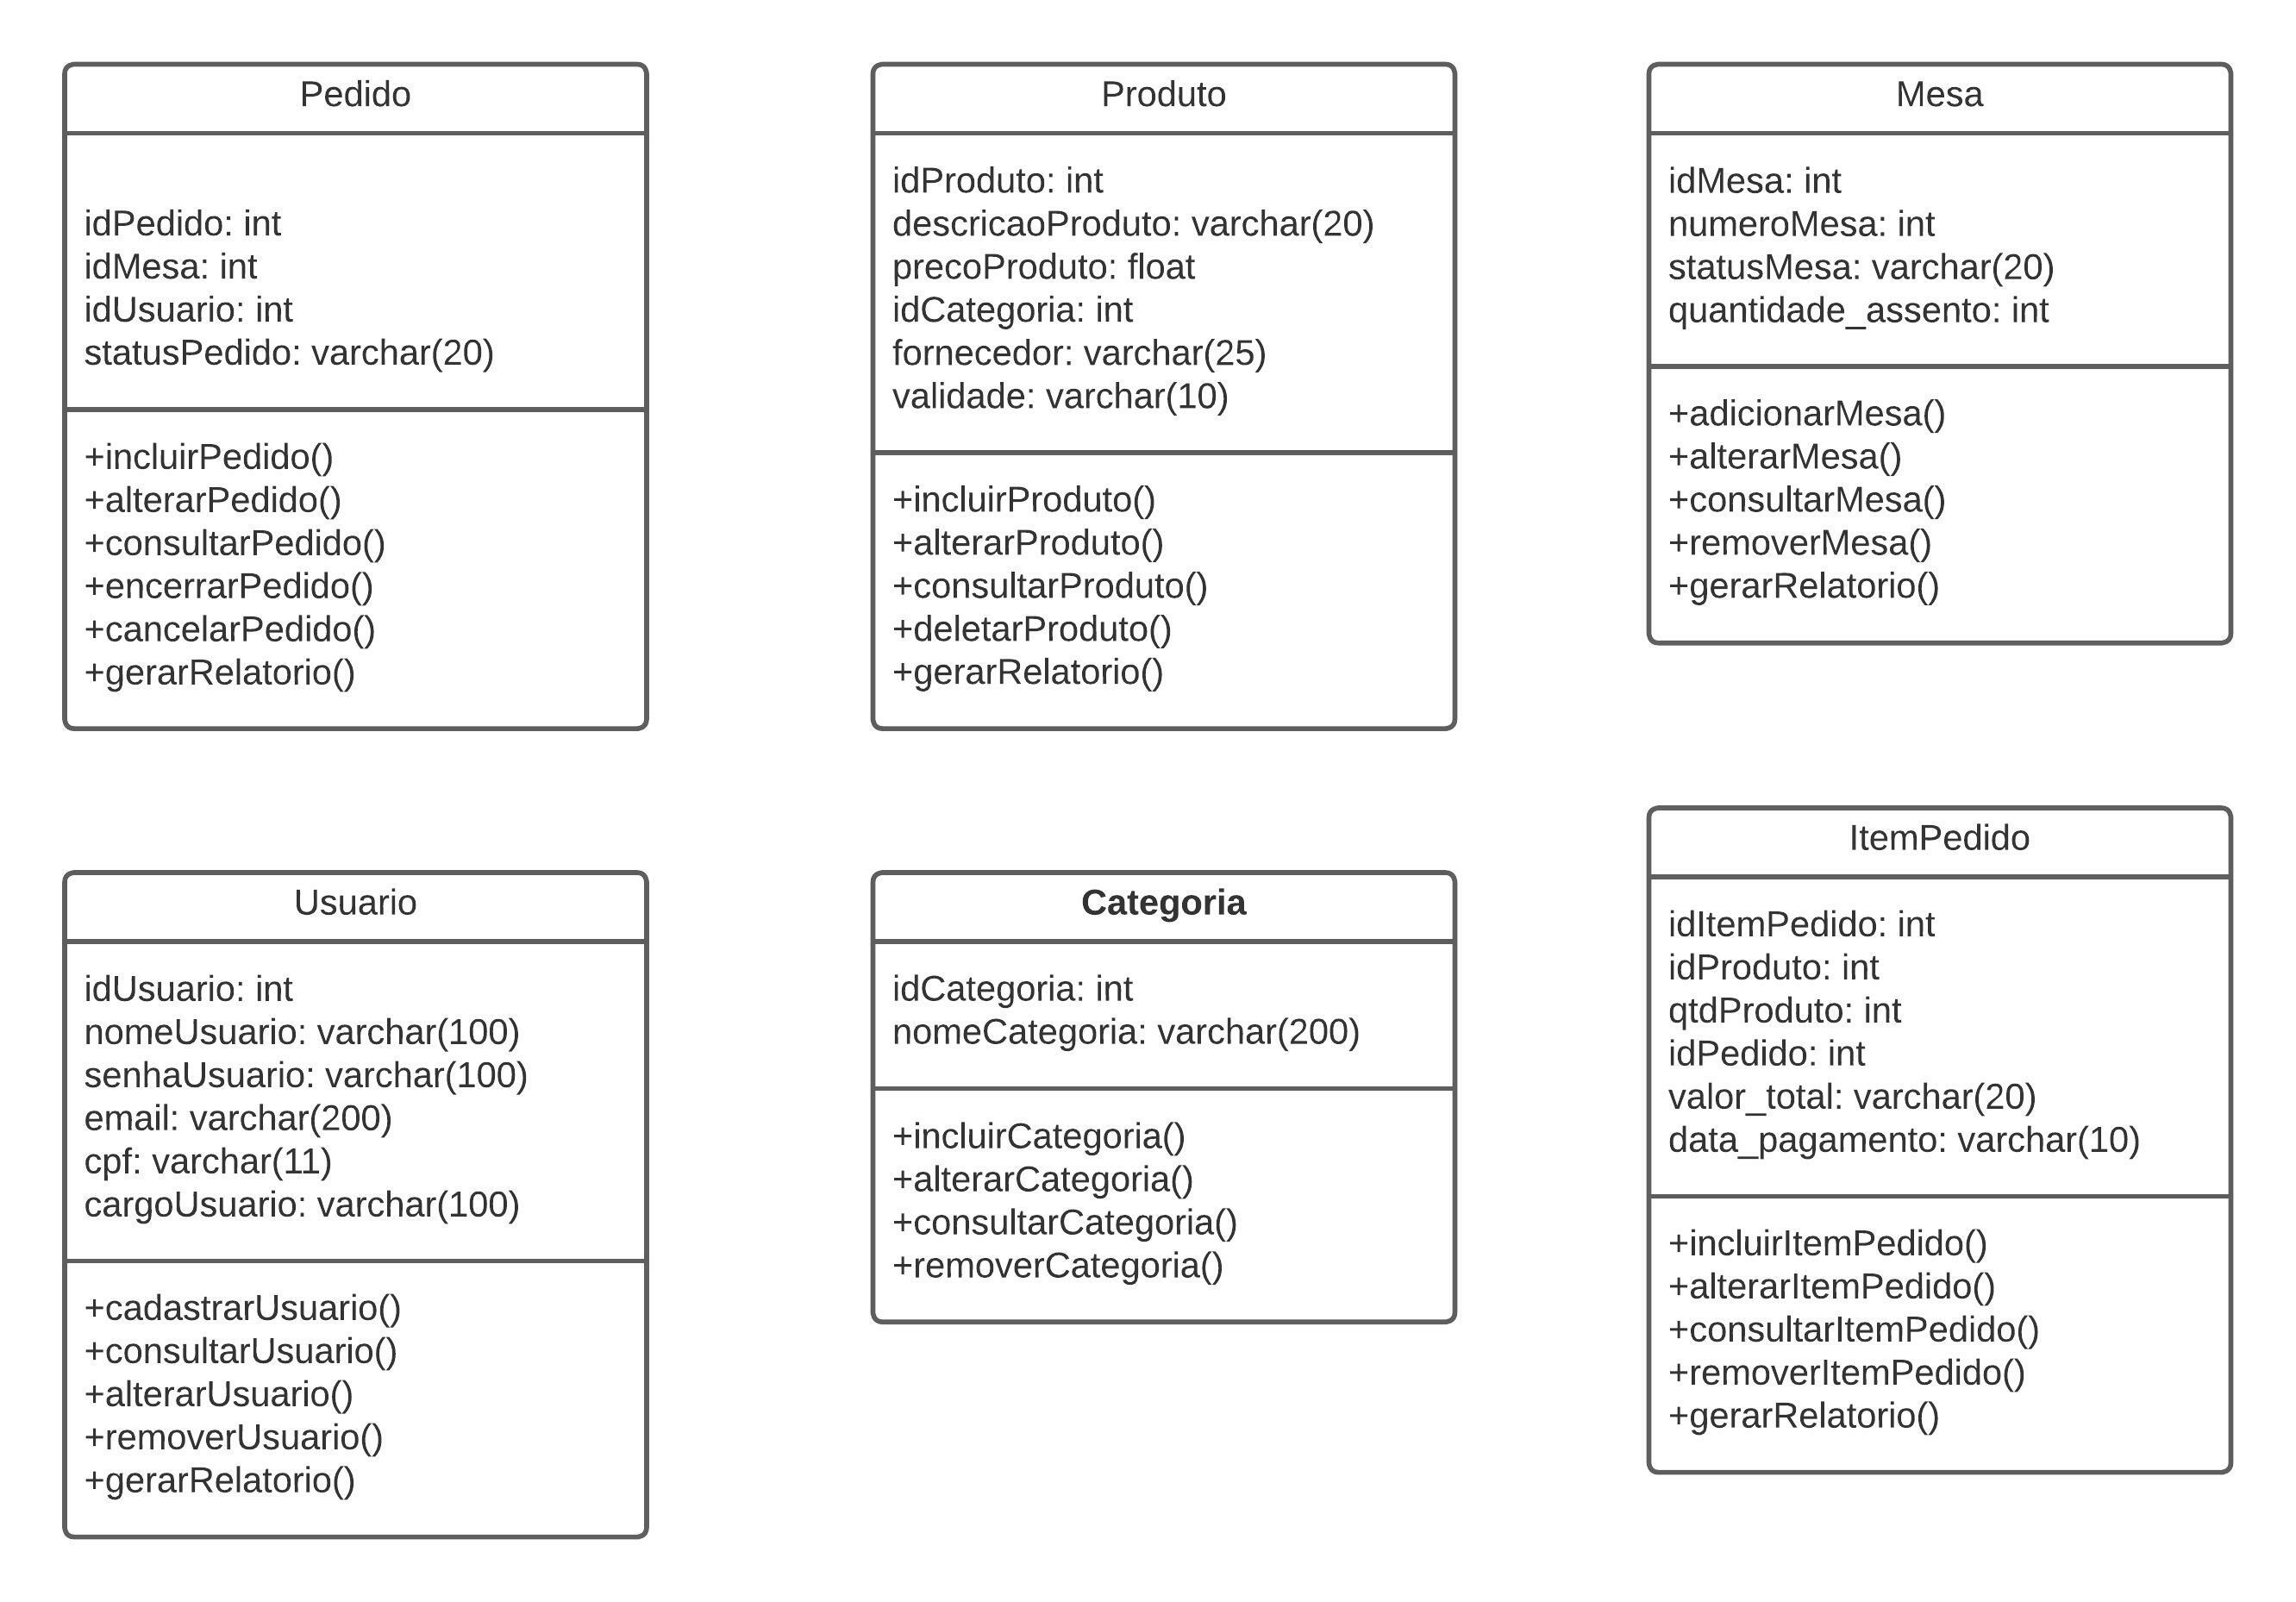 Pedido
idPedido: int
idMesa: int
idUsuario: int
statusPedido: varchar(20)
+incluirPedido()
+alterarPedido()
+consultarPedido()
+encerrarPedido()
+cancelarPedido()
+gerarRelatorio()
Produto
idProduto: int
descricaoProduto: varchar(20)
precoProduto: float
idCategoria: int
fornecedor: varchar(25)
validade: varchar(10)
+incluirProduto()
+alterarProduto()
+consultarProduto()
+deletarProduto()
+gerarRelatorio()
Mesa
idMesa: int
numeroMesa: int
statusMesa: varchar(20)
quantidade_assento: int
+adicionarMesa()
+alterarMesa()
+consultarMesa()
+removerMesa()
+gerarRelatorio()
Usuario
idUsuario: int
nomeUsuario: varchar(100)
senhaUsuario: varchar(100)
email: varchar(200)
cpf: varchar(11)
cargoUsuario: varchar(100)
+cadastrarUsuario()
+consultarUsuario()
+alterarUsuario()
+removerUsuario()
+gerarRelatorio()
Categoria
idCategoria: int
nomeCategoria: varchar(200)
+incluirCategoria()
+alterarCategoria()
+consultarCategoria()
+removerCategoria()
ItemPedido
idItemPedido: int
idProduto: int
qtdProduto: int
idPedido: int
valor_total: varchar(20)
data_pagamento: varchar(10)
+incluirItemPedido()
+alterarItemPedido()
+consultarItemPedido()
+removerItemPedido()
+gerarRelatorio()